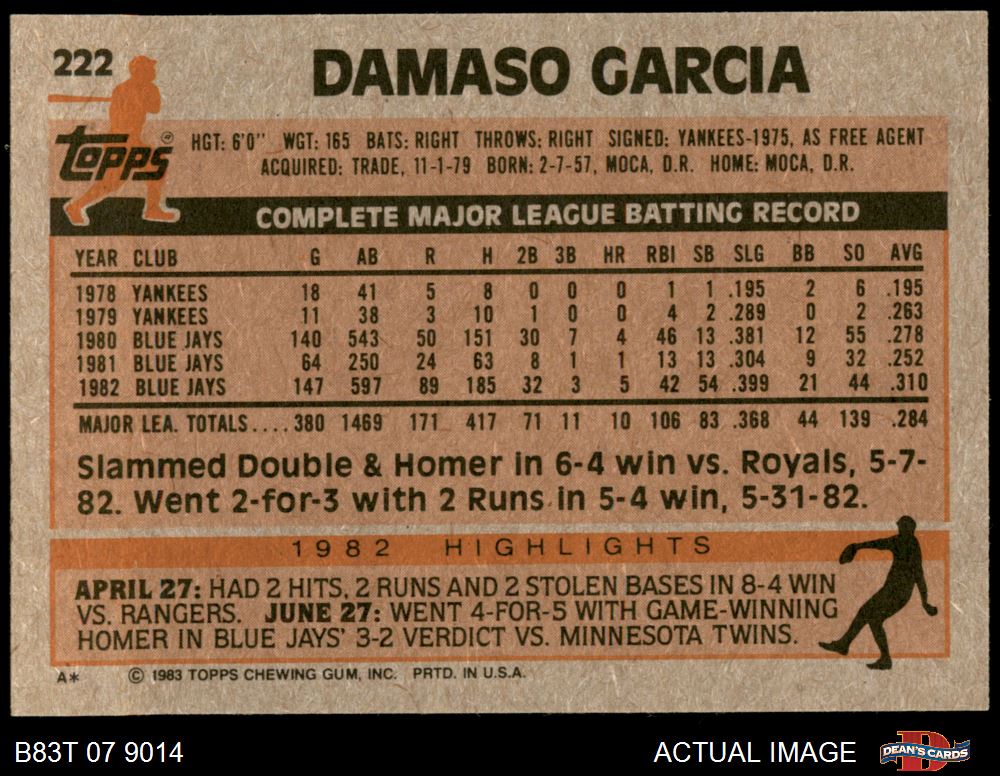 222
DAMASO GARCIA
topps
HGT: 6'0" WGT: 165 BATS: RIGHT THROWS: RIGHT SIGNED: YANKEES-1975, AS FREE AGENT
ACQUIRED: TRADE, 11-1-79 BORN: 2-7-57, MOCA, D.R. HOME: MOCA, D.R.
COMPLETE MAJOR LEAGUE BATTING RECORD
YEAR CLUB G AB R H 2B 3B HR RBI SB SLG BB SO AVG
1978 YANKEES 18 41 5 8 0 0 0 1 1 .195 2 6 .195
1979 YANKEES 11 38 3 10 1 0 0 4 2 .289 0 2 .263
1980 BLUE JAYS 140 543 50 151 30 7 4 46 13 .381 12 55 .278
1981 BLUE JAYS 64 250 24 63 8 1 1 13 13 .304 9 32 .252
1982 BLUE JAYS 147 597 89 185 32 3 5 42 54 .399 21 44 .310
MAJOR LEA. TOTALS....380 1469 171 417 71 11 10 106 83 .368 44 139 .284
Slammed Double & Homer in 6-4 win vs. Royals, 5-7-
82. Went 2-for-3 with 2 Runs in 5-4 win, 5-31-82.
1982 HIGHLIGHTS
APRIL 27: HAD 2 HITS, 2 RUNS AND 2 STOLEN BASES IN 8-4 WIN
VS. RANGERS. JUNE 27: WENT 4-FOR-5 WITH GAME-WINNING
HOMER IN BLUE JAYS' 3-2 VERDICT VS. MINNESOTA TWINS.
A* © 1983 TOPPS CHEWING GUM, INC. PRTD. IN U.S.A.
B83T 07 9014 ACTUAL IMAGE DEAN'S CARDS